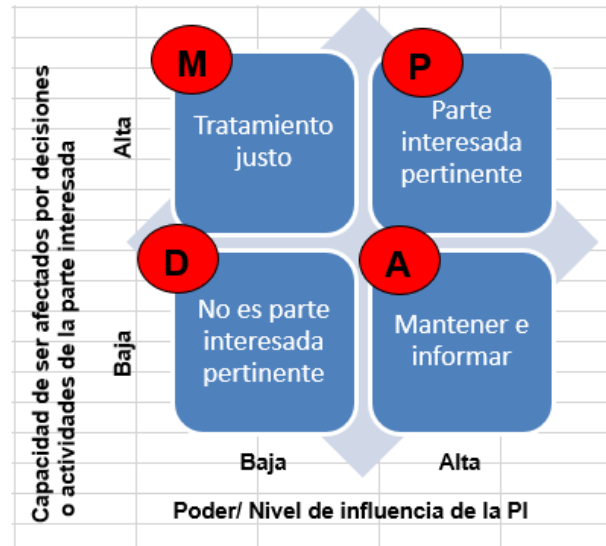 Capacidad de ser afectados por decisiones
o actividades de la parte interesada
Alta
Baja
M
Tratamiento
justo
P
Parte
interesada
pertinente
D
No es parte
interesada
pertinente
A
Mantener e
informar
Baja
Alta
Poder/ Nivel de influencia de la PI